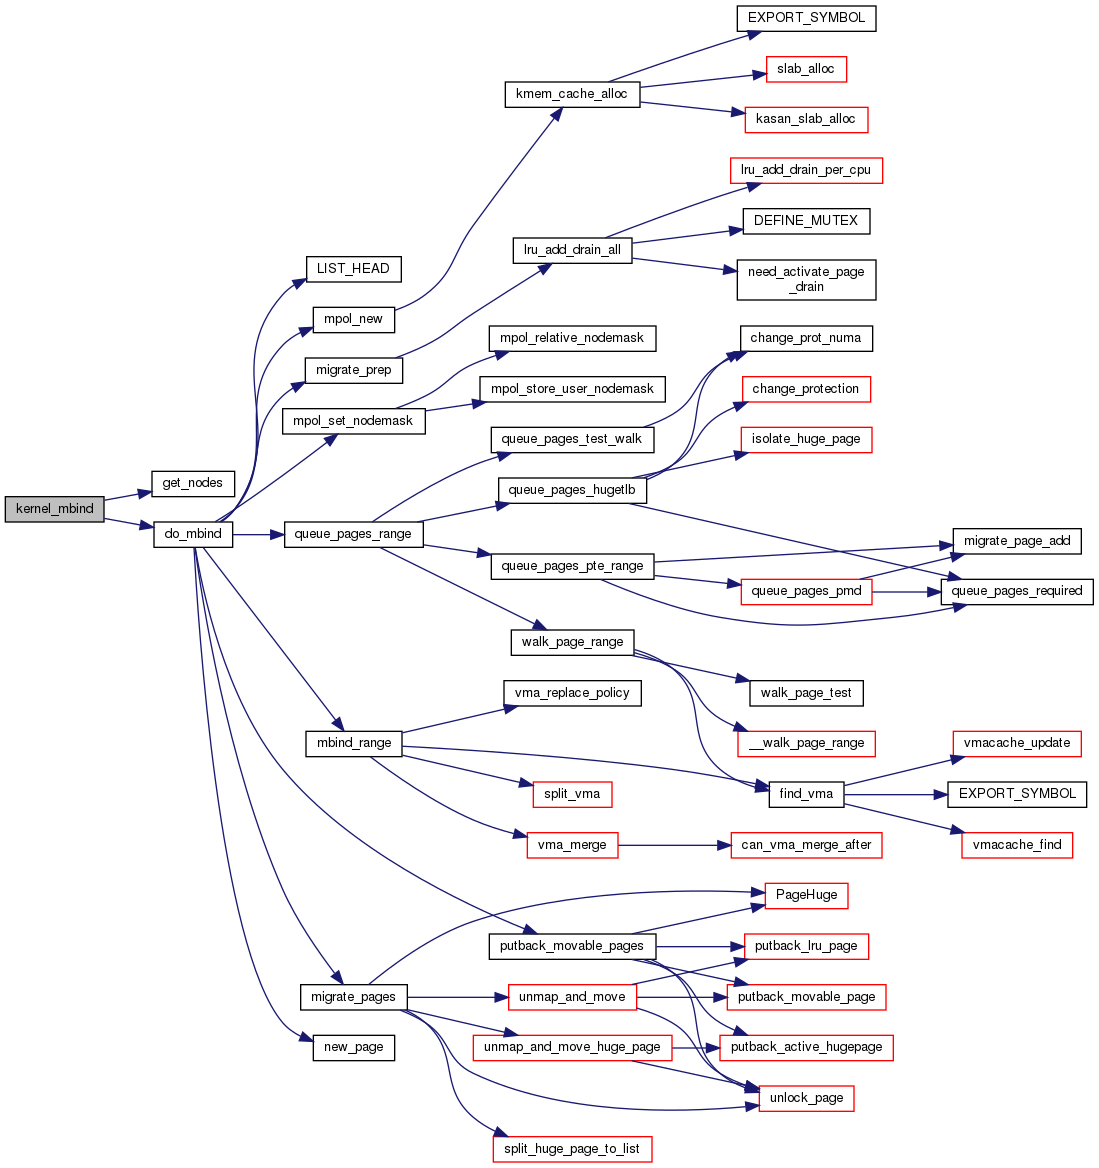 EXPORT_SYMBOL
slab_alloc
kmem_cache_alloc
kasan_slab_alloc
lru_add_drain_per_cpu
DEFINE_MUTEX
lru_add_drain_all
need_activate_page
_drain
LIST_HEAD
mpol_new
mpol_relative_nodemask
change_prot_numa
migrate_prep
mpol_store_user_nodemask
change_protection
mpol_set_nodemask
queue_pages_test_walk
isolate_huge_page
get_nodes
queue_pages_hugetlb
kernel_mbind
do_mbind
queue_pages_range
migrate_page_add
queue_pages_pte_range
queue_pages_pmd
queue_pages_required
walk_page_range
vma_replace_policy
walk_page_test
mbind_range
__walk_page_range
vmacache_update
split_vma
find_vma
EXPORT_SYMBOL
vma_merge
can_vma_merge_after
vmacache_find
PageHuge
putback_movable_pages
putback_lru_page
migrate_pages
unmap_and_move
putback_movable_page
new_page
unmap_and_move_huge_page
putback_active_hugepage
unlock_page
split_huge_page_to_list